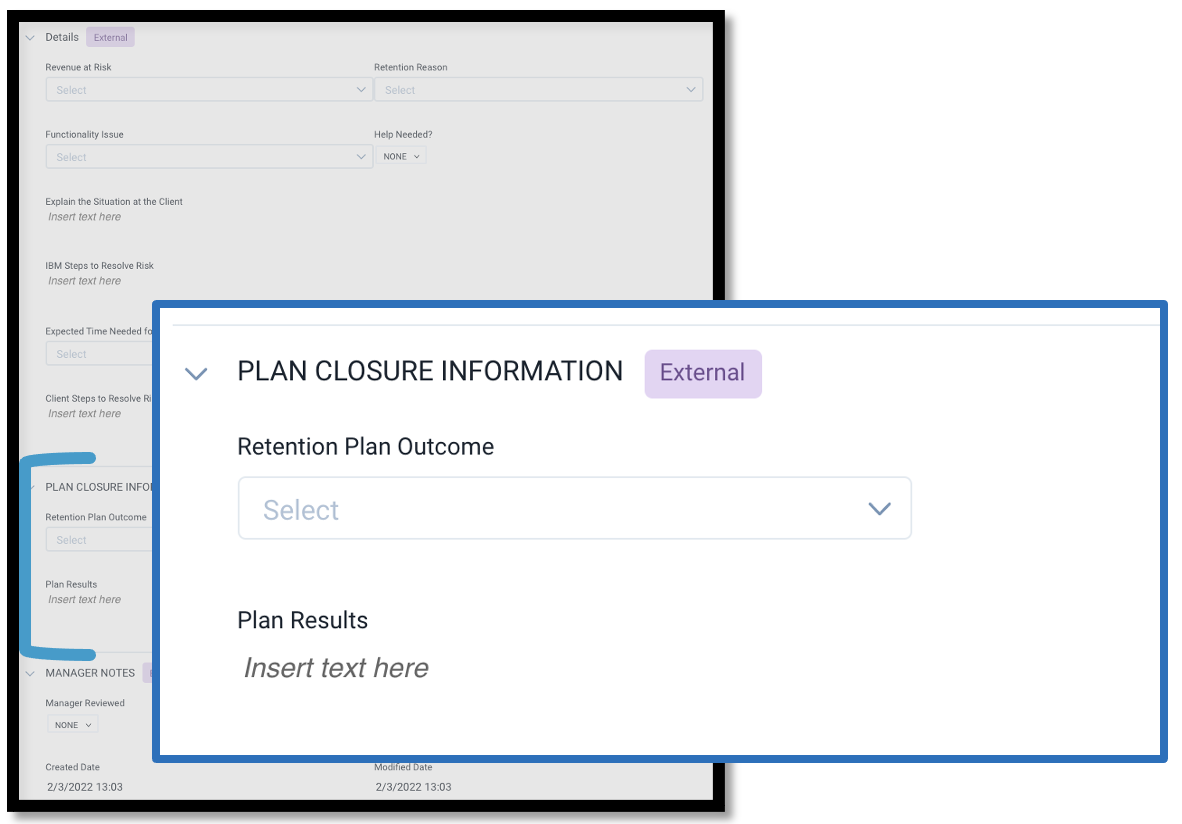 Details External
Revenue at Risk Retention Reason
Select Select
Functionality Issue Help Needed?
Select NONE
Explain the Situation at the Client
Insert text here
IBM Steps to Resolve Risk
Insert text here
Expected Time Needed fo
Select
Client Steps to Resolve Ri
Insert text here
PLAN CLOSURE INFO
Retention Plan Outcome
Select
Plan Results
Insert text here
MANAGER NOTES
Manager Reviewed
NONE
Created Date Modified Date
2/3/2022 13:03 2/3/2022 13:03
PLAN CLOSURE INFORMATION External
Retention Plan Outcome
Select
Plan Results
Insert text here